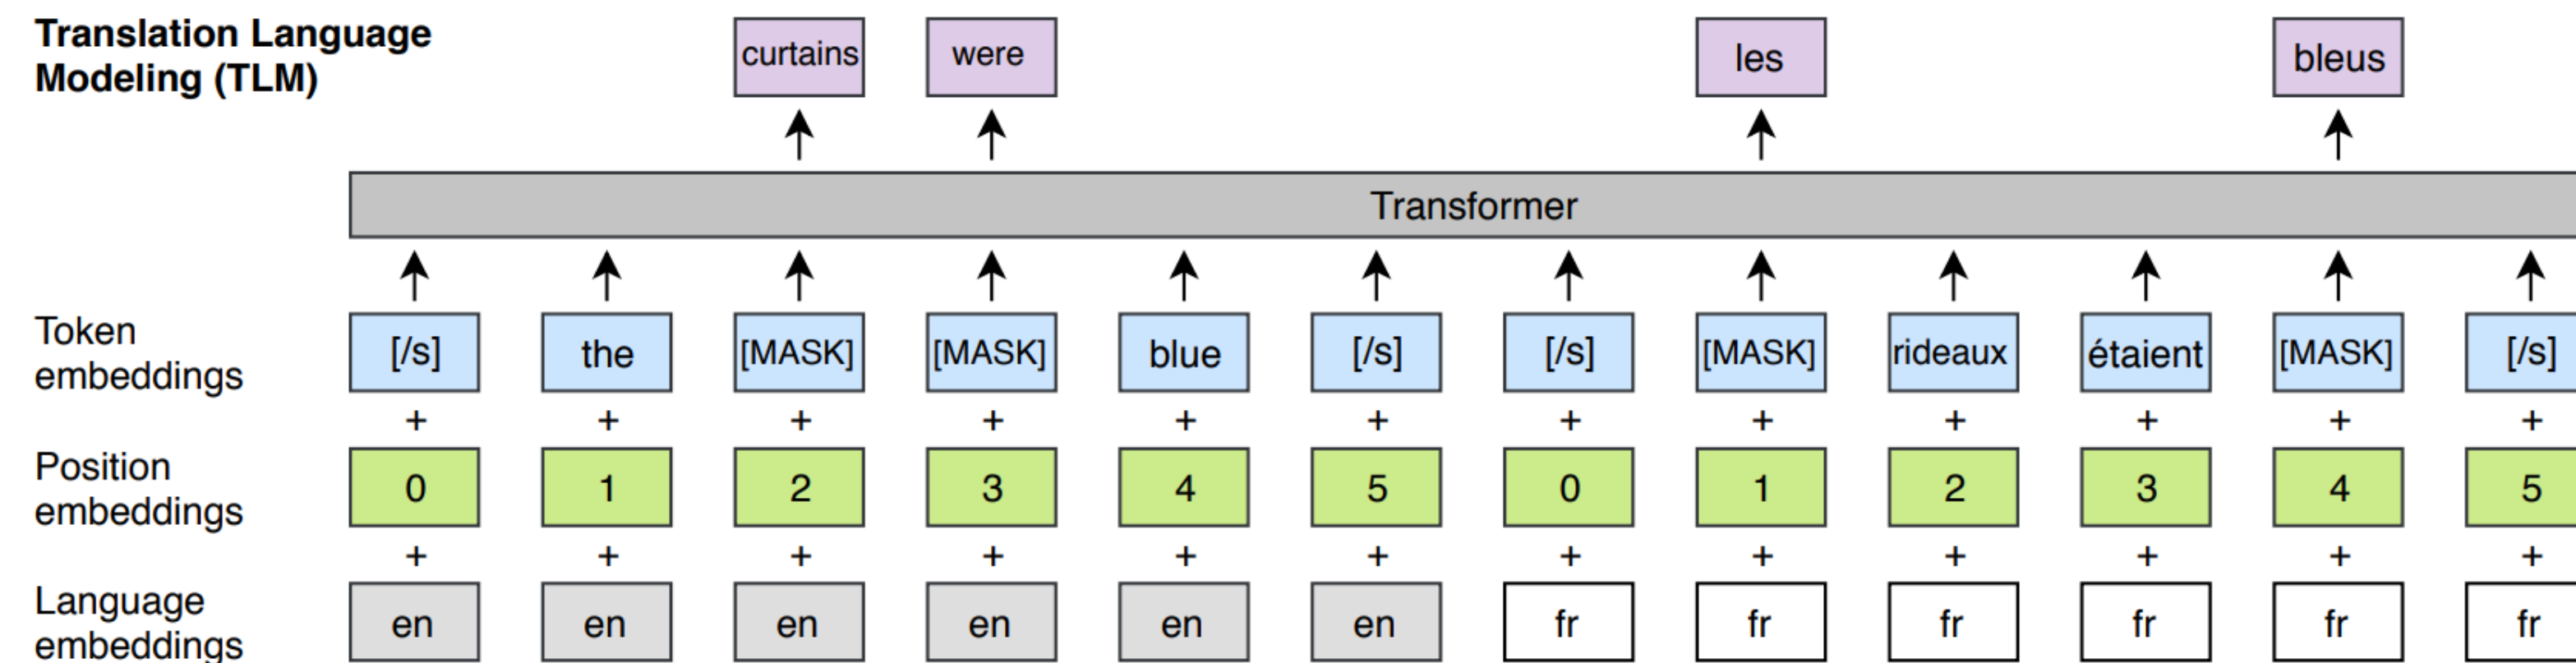 Translation Language
Modeling (TLM)
curtains were les bleus
Transformer
Token
embeddings
[/s] the [MASK] [MASK] blue [/s] [/s] [MASK] rideaux étaient [MASK] [/s]
+ + + + + + + + + + + +
Position
embeddings
0 1 2 3 4 5 0 1 2 3 4 5
+ + + + + + + + + + + +
Language
embeddings
en en en en en en fr fr fr fr fr fr